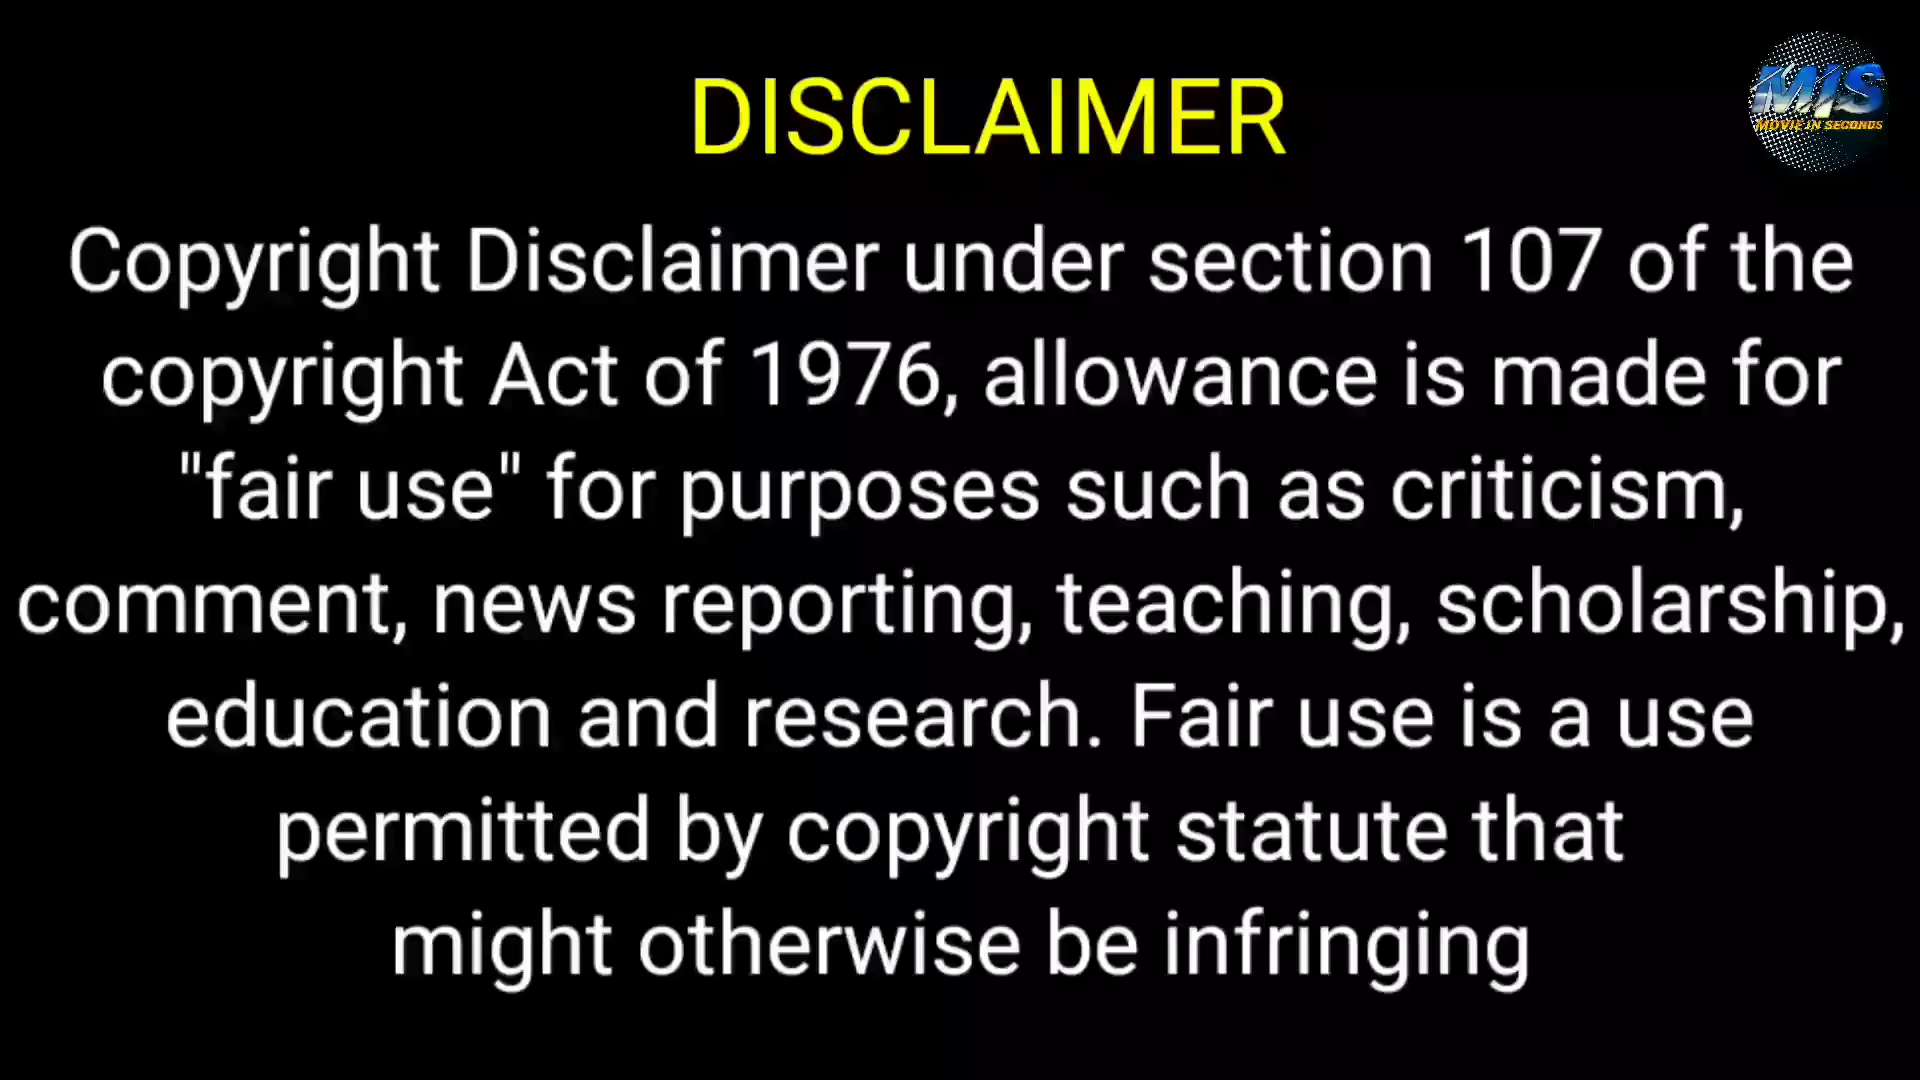 DISCLAIMER
MIS
MOVIE IN SECONDS
Copyright Disclaimer under section 107 of the
copyright Act of 1976, allowance is made for
"fair use" for purposes such as criticism,
comment, news reporting, teaching, scholarship,
education and research. Fair use is a use
permitted by copyright statute that
might otherwise be infringing